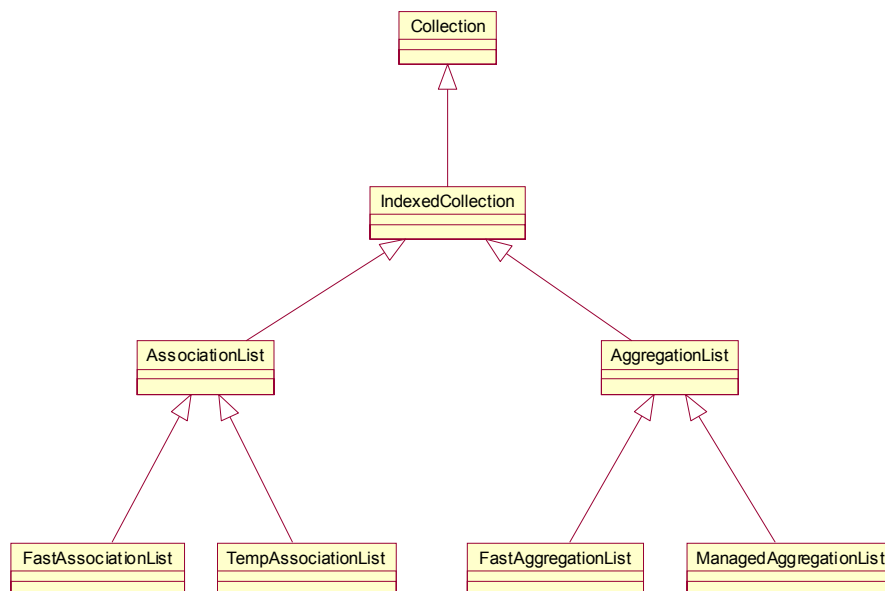 Collection
IndexedCollection
AssociationList
AggregationList
FastAssociationList
TempAssociationList
FastAggregationList
ManagedAggregationList